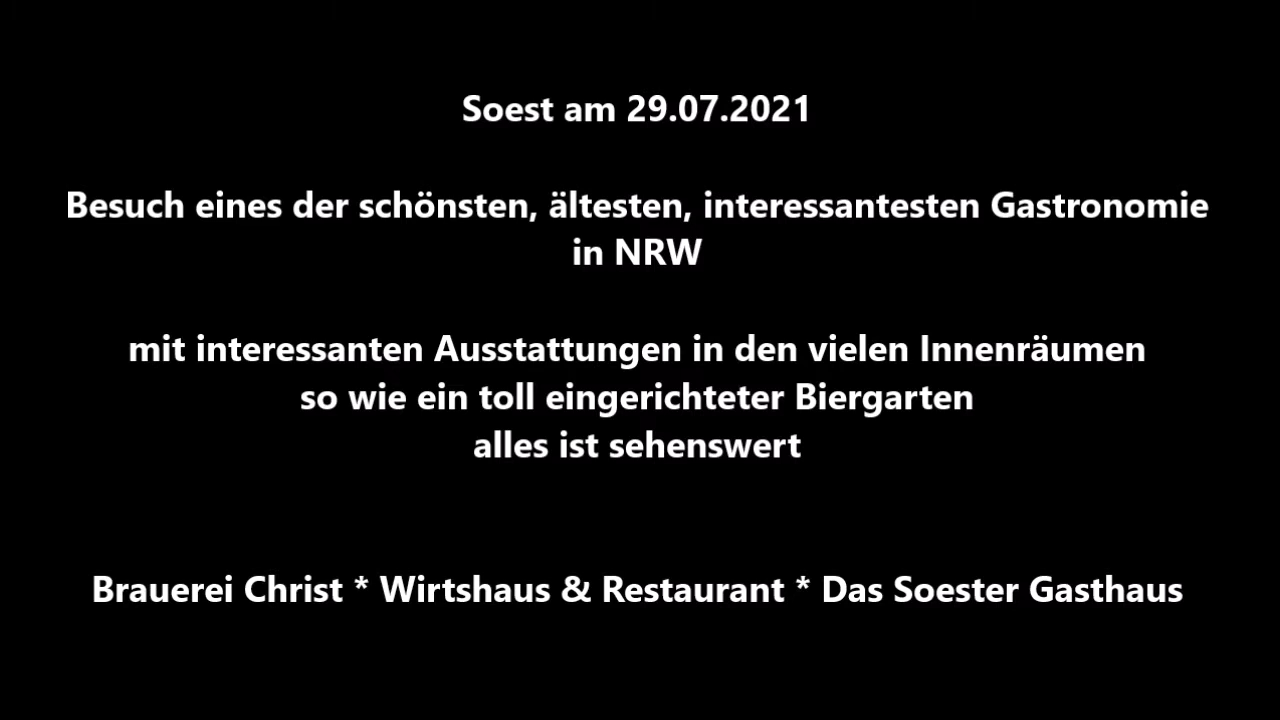 Soest am 29.07.2021
Besuch eines der schönsten, ältesten, interessantesten Gastronomie
in NRW
mit interessanten Ausstattungen in den vielen Innenräumen
so wie ein toll eingerichteter Biergarten
alles ist sehenswert
Brauerei Christ * Wirtshaus & Restaurant * Das Soester Gasthaus